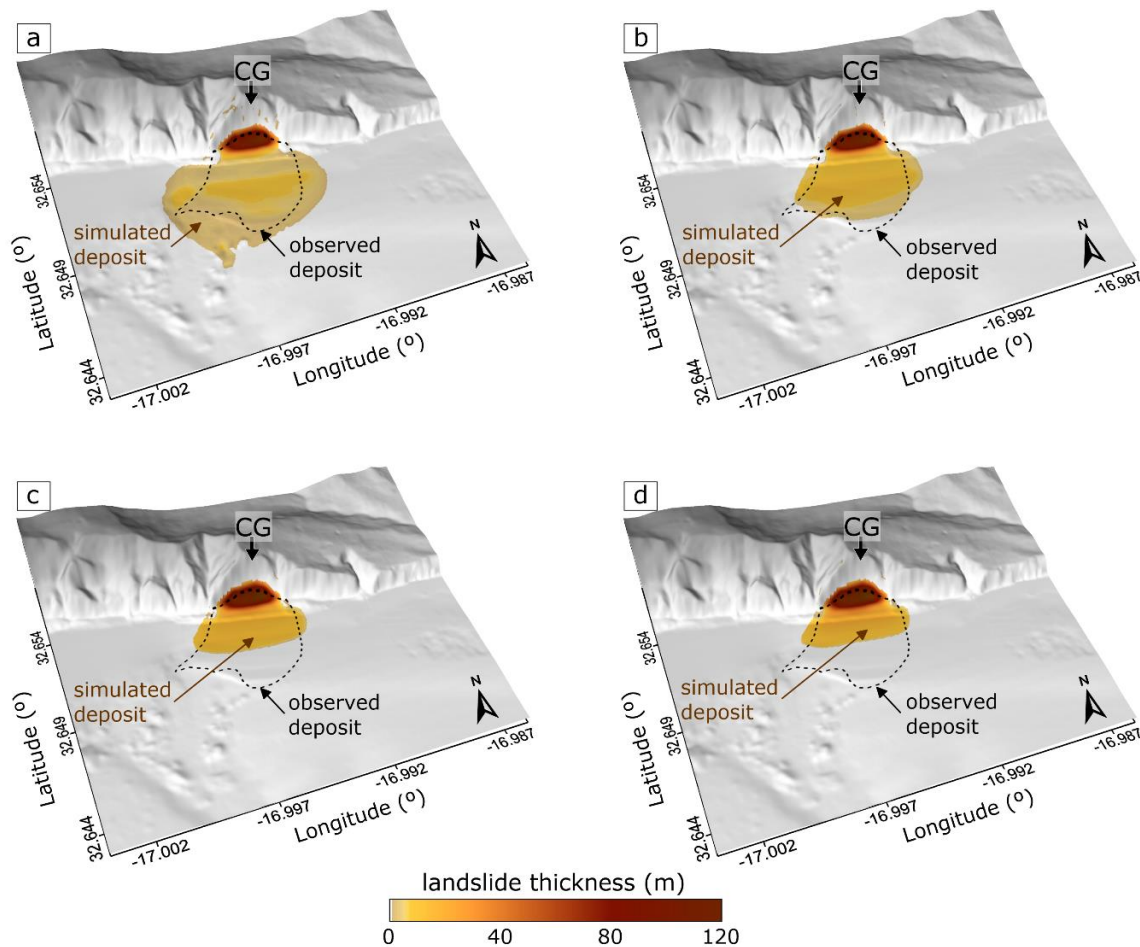 a
CG
simulated
deposit
observed
deposit
N
32.654
32.649
32.644
Latitude (º)
-17.002
-16.997
-16.992
-16.987
Longitude (º)
b
CG
simulated
deposit
observed
deposit
N
32.654
32.649
32.644
Latitude (º)
-17.002
-16.997
-16.992
-16.987
Longitude (º)
c
CG
simulated
deposit
observed
deposit
N
32.654
32.649
32.644
Latitude (º)
-17.002
-16.997
-16.992
-16.987
Longitude (º)
d
CG
simulated
deposit
observed
deposit
N
32.654
32.649
32.644
Latitude (º)
-17.002
-16.997
-16.992
-16.987
Longitude (º)
landslide thickness (m)
0 40 80 120